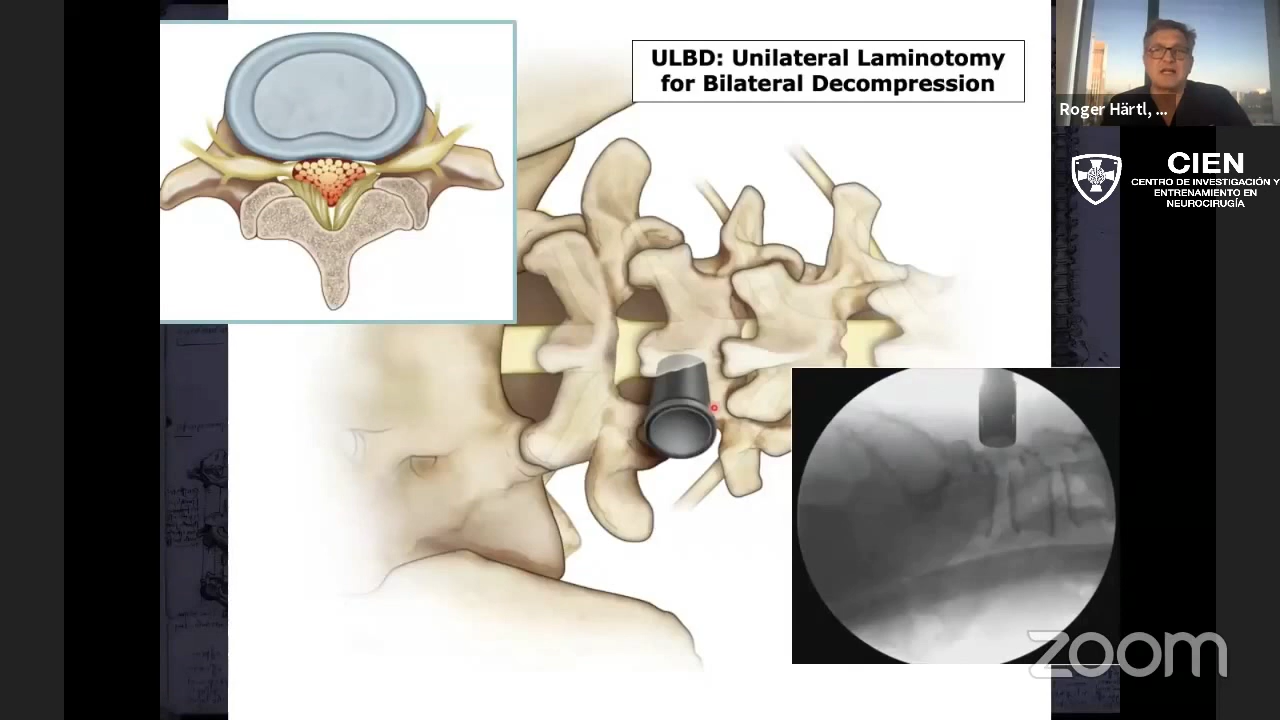 ULBD: Unilateral Laminotomy
for Bilateral Decompression
Roger Härtl, ...
CIEN
CENTRO DE INVESTIGACIÓN Y
ENTRENAMIENTO EN
NEUROCIRUGÍA
zoom